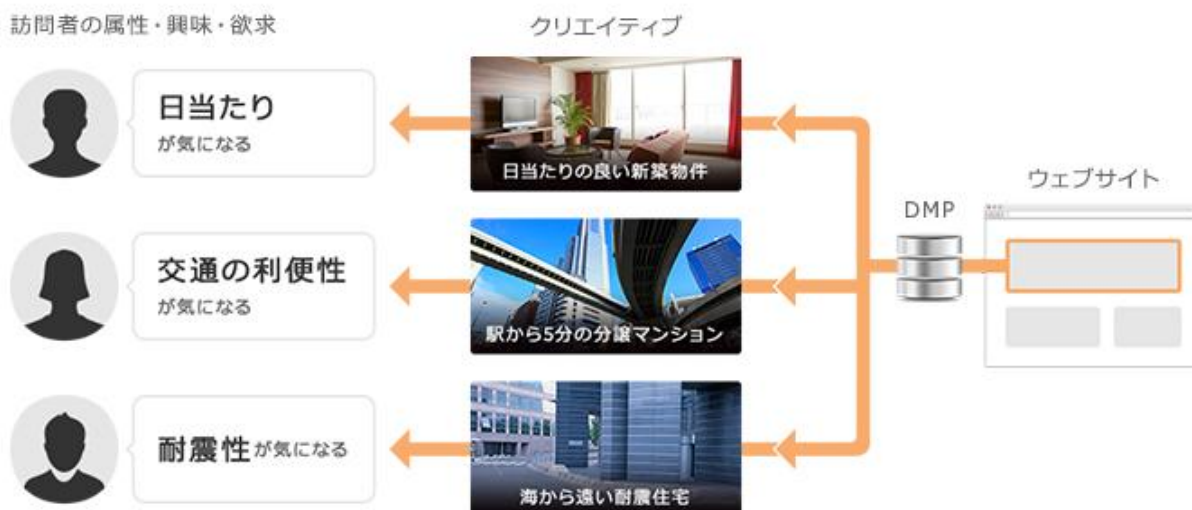 訪問者の属性・興味・欲求
クリエイティブ
日当たり
が気になる
日当たりの良い新築物件
ウェブサイト
DMP
交通の利便性
が気になる
駅から5分の分譲マンション
耐震性が気になる
海から遠い耐震住宅